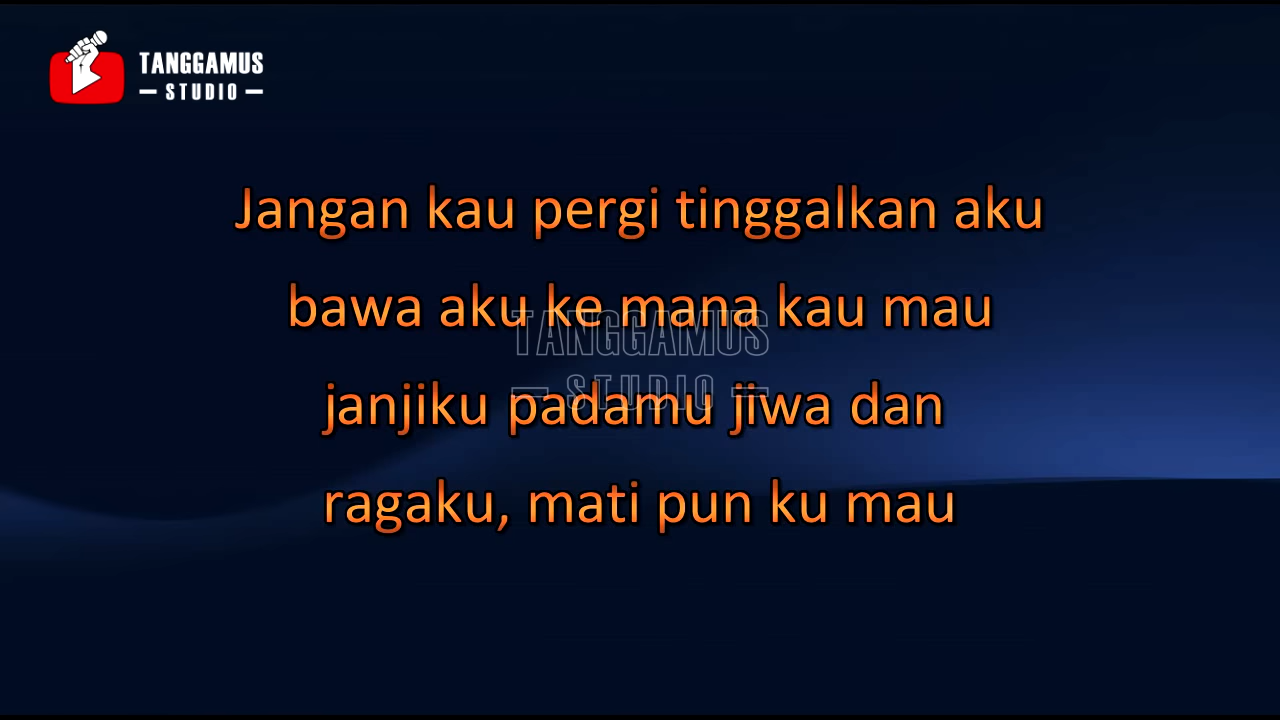 TANGGAMUS
STUDIO
Jangan kau pergi tinggalkan aku
bawa aku ke mana kau mau
TANGGAMUS
STUDIO
janjiku padamu jiwa dan
ragaku, mati pun ku mau